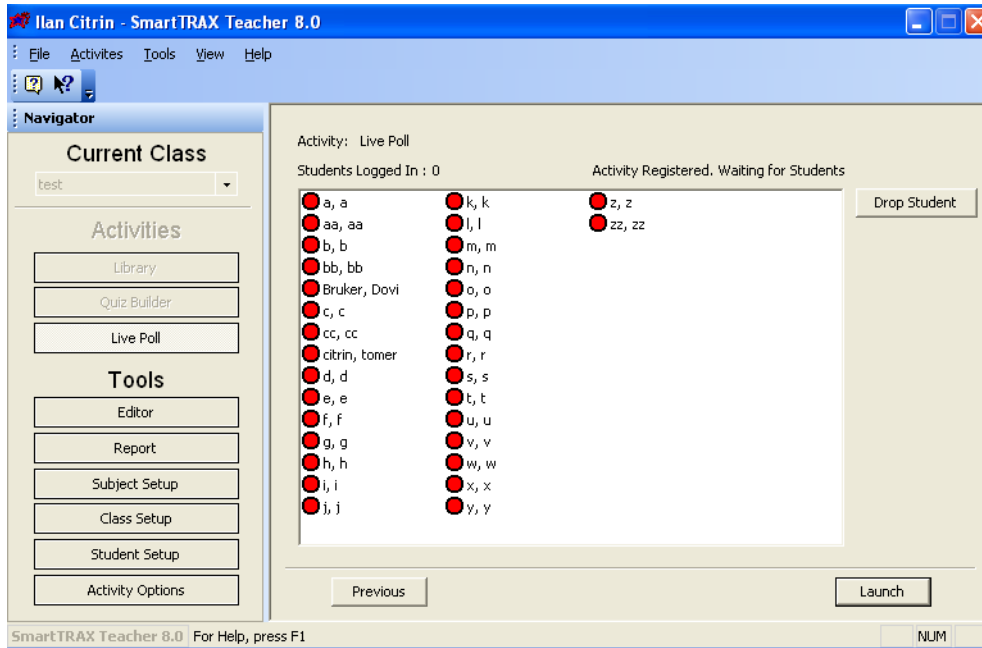 Ilan Citrin - SmartTRAX Teacher 8.0
File Activites Tools View Help
Navigator
Current Class
test
Activities
Library
Quiz Builder
Live Poll
Tools
Editor
Report
Subject Setup
Class Setup
Student Setup
Activity Options
Activity: Live Poll
Students Logged In : 0 Activity Registered. Waiting for Students
a, a
aa, aa
b, b
bb, bb
Bruker, Dovi
c, c
cc, cc
citrin, tomer
d, d
e, e
f, f
g, g
h, h
i, i
j, j
k, k
l, l
m, m
n, n
o, o
p, p
q, q
r, r
s, s
t, t
u, u
v, v
w, w
x, x
y, y
z, z
zz, zz
Drop Student
Previous Launch
SmartTRAX Teacher 8.0 For Help, press F1 NUM